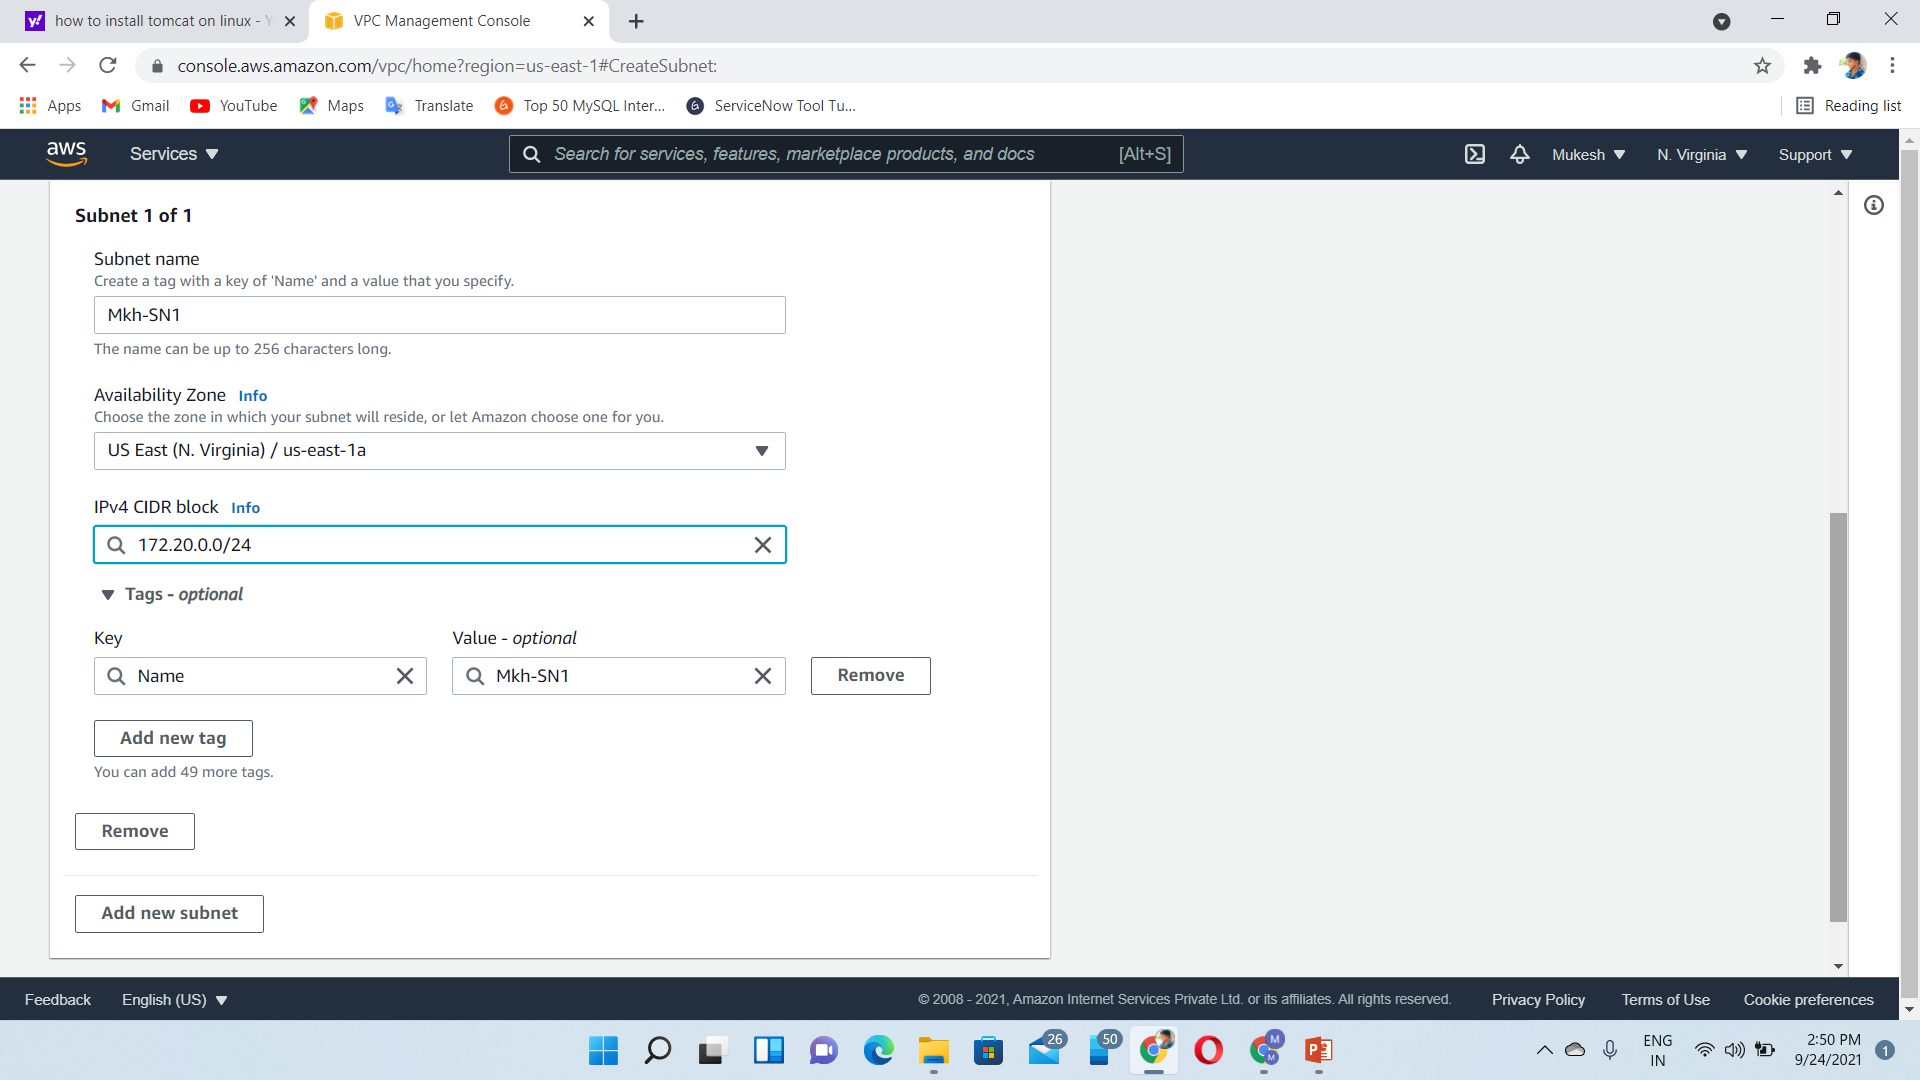 how to install tomcat on linux - Y
VPC Management Console
console.aws.amazon.com/vpc/home?region=us-east-1#CreateSubnet:
Apps
Gmail
YouTube
Maps
Translate
Top 50 MySQL Inter...
ServiceNow Tool Tu...
Reading list
aws
Services
Search for services, features, marketplace products, and docs
[Alt+S]
Mukesh
N. Virginia
Support
Subnet 1 of 1
Subnet name
Create a tag with a key of 'Name' and a value that you specify.
Mkh-SN1
The name can be up to 256 characters long.
Availability Zone Info
Choose the zone in which your subnet will reside, or let Amazon choose one for you.
US East (N. Virginia) / us-east-1a
IPv4 CIDR block Info
172.20.0.0/24
Tags - optional
Key
Value - optional
Name
Mkh-SN1
Remove
Add new tag
You can add 49 more tags.
Remove
Add new subnet
Feedback
English (US)
© 2008 - 2021, Amazon Internet Services Private Ltd. or its affiliates. All rights reserved.
Privacy Policy
Terms of Use
Cookie preferences
26
50
M
M
ENG
IN
2:50 PM
9/24/2021
1